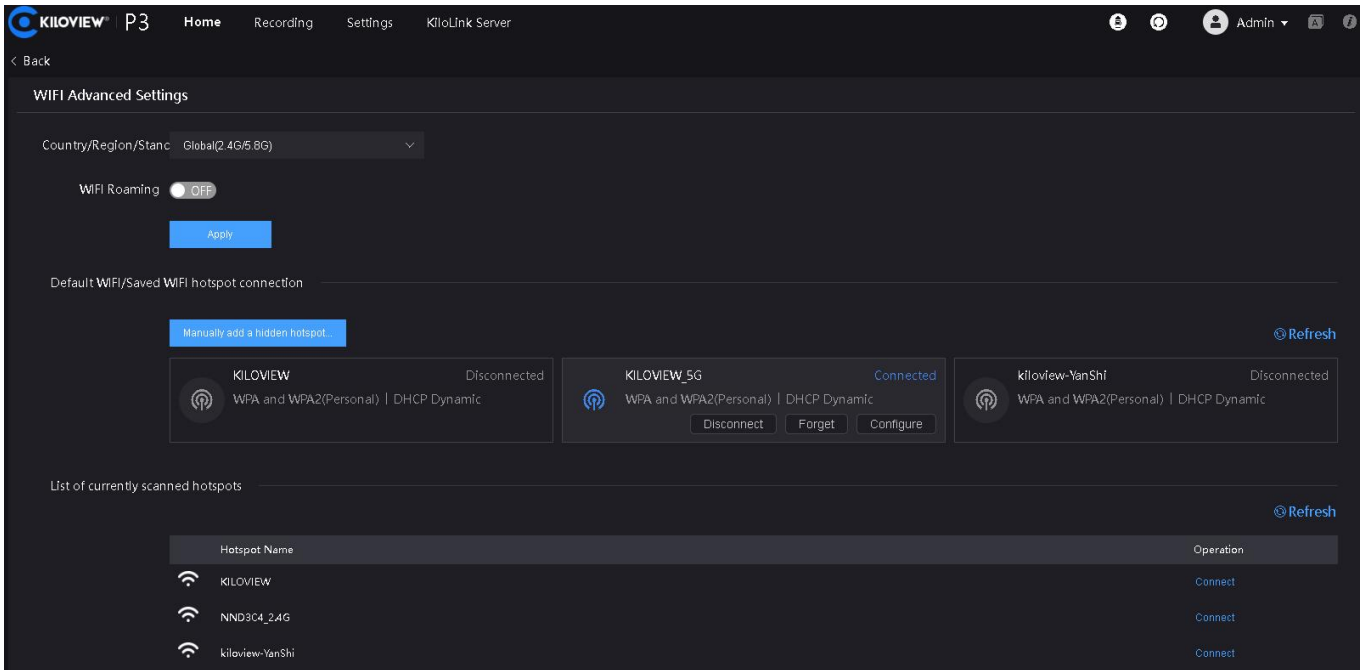 KILOVIEW® | P3 Home Recording Settings KiloLink Server Admin
< Back
WIFI Advanced Settings
Country/Region/Stanc Global(2.4G/5.8G)
WIFI Roaming OFF
Apply
Default WIFI/Saved WIFI hotspot connection
Manually add a hidden hotspot... Refresh
KILOVIEW Disconnected
WPA and WPA2(Personal) | DHCP Dynamic
KILOVIEW_5G Connected
WPA and WPA2(Personal) | DHCP Dynamic
Disconnect Forget Configure
kiloview-YanShi Disconnected
WPA and WPA2(Personal) | DHCP Dynamic
List of currently scanned hotspots
Refresh
Hotspot Name Operation
KILOVIEW Connect
NND3C4_2.4G Connect
kiloview-YanShi Connect